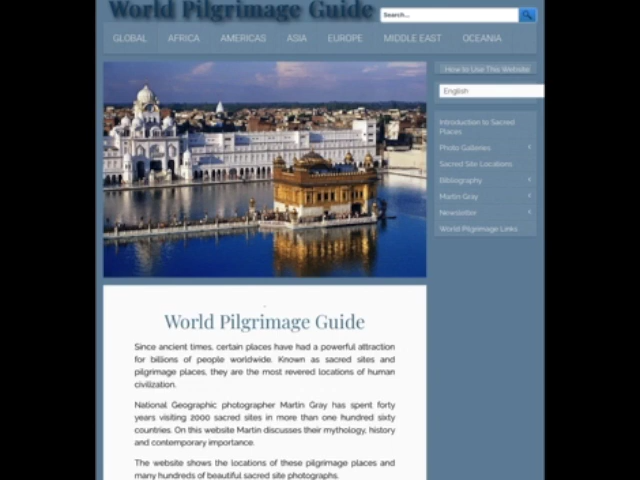 World Pilgrimage Guide
Search...
GLOBAL AFRICA AMERICAS ASIA EUROPE MIDDLE EAST OCEANIA
How to Use This Website
English
Introduction to Sacred
Places
Photo Galleries
Sacred Site Locations
Bibliography
Martin Gray
Newsletter
World Pilgrimage Links
World Pilgrimage Guide
Since ancient times, certain places have had a powerful attraction
for billions of people worldwide. Known as sacred sites and
pilgrimage places, they are the most revered locations of human
civilization.
National Geographic photographer Martin Gray has spent forty
years visiting 2000 sacred sites in more than one hundred sixty
countries. On this website Martin discusses their mythology, history
and contemporary importance.
The website shows the locations of these pilgrimage places and
many hundreds of beautiful sacred site photographs.